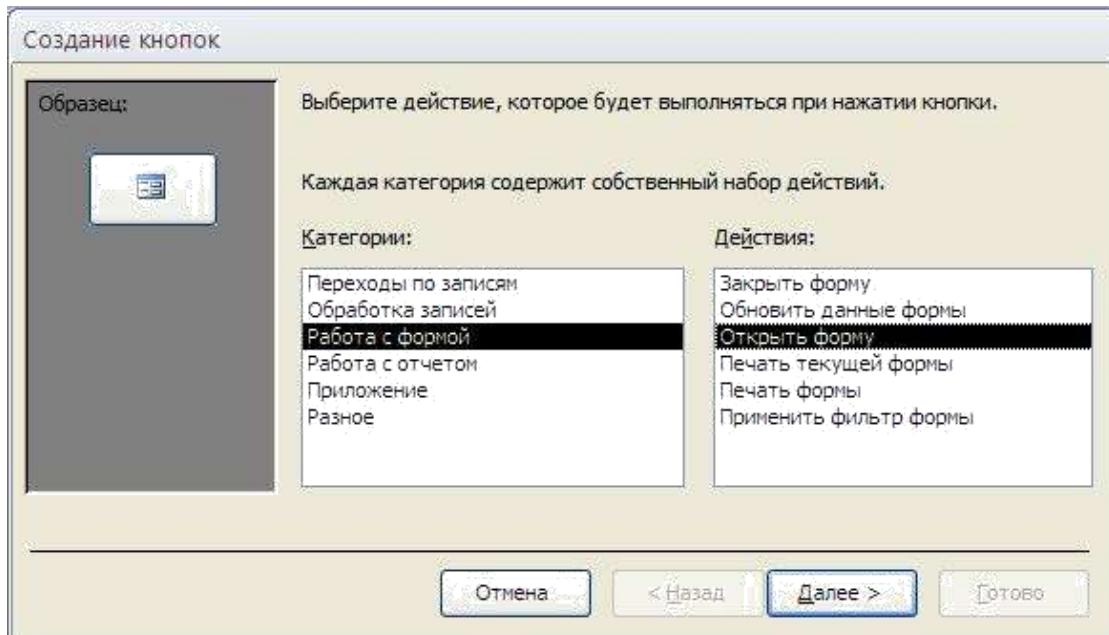 Создание кнопок
Образец:
Выберите действие, которое будет выполняться при нажатии кнопки.
Каждая категория содержит собственный набор действий.
Категории:
Переходы по записям
Обработка записей
Работа с формой
Работа с отчетом
Приложение
Разное
Действия:
Закрыть форму
Обновить данные формы
Открыть форму
Печать текущей формы
Печать формы
Применить фильтр формы
Отмена
< Назад
Далее >
Готово